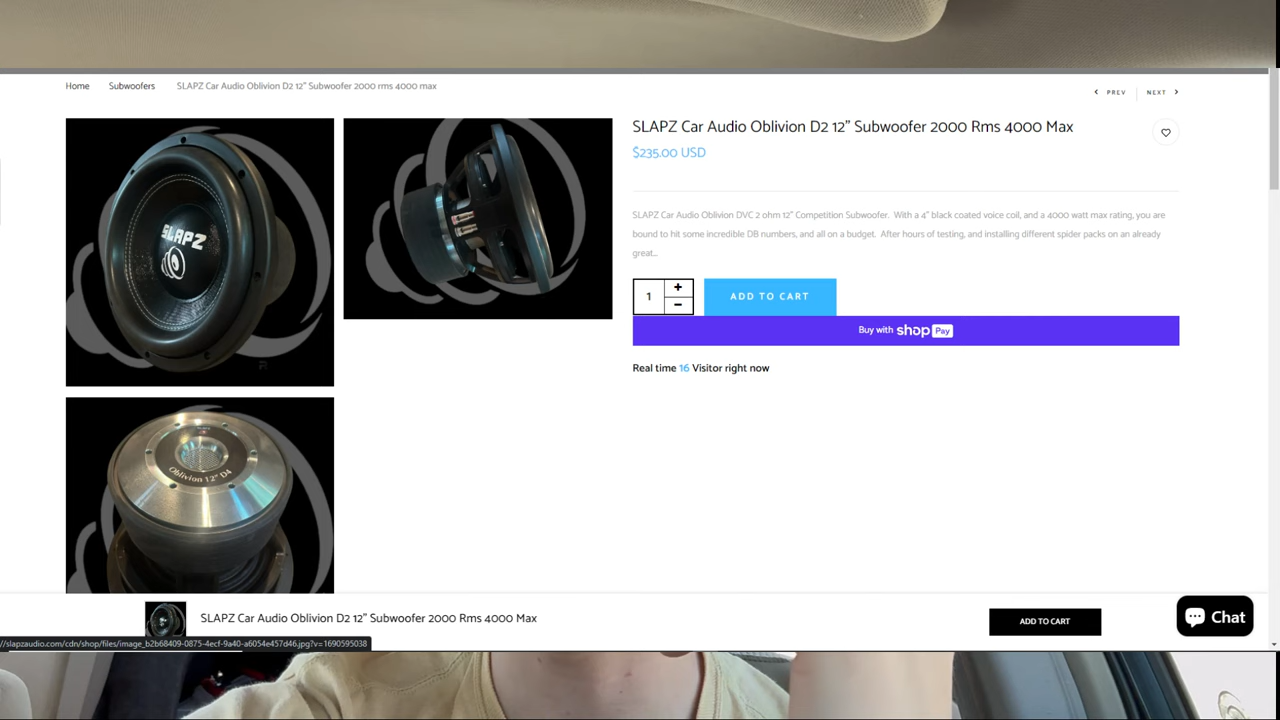 Home Subwoofers SLAPZ Car Audio Oblivion D2 12" Subwoofer 2000 rms 4000 max
PREV NEXT
SLAPZ Car Audio Oblivion D2 12" Subwoofer 2000 Rms 4000 Max
$235.00 USD
SLAPZ Car Audio Oblivion DVC 2 ohm 12" Competition Subwoofer. With a 4" black coated voice coil, and a 4000 watt max rating, you are
bound to hit some incredible DB numbers, and all on a budget. After hours of testing, and installing different spider packs on an already
great...
1 + −
ADD TO CART
Buy with shop Pay
Real time 16 Visitor right now
SLAPZ
Oblivion 12" D4
SLAPZ Car Audio Oblivion D2 12" Subwoofer 2000 Rms 4000 Max
ADD TO CART
Chat
//slapzaudio.com/cdn/shop/files/image_b2b68409-0875-4ecf-9a40-a6054e457d46.jpg?v=1690595038